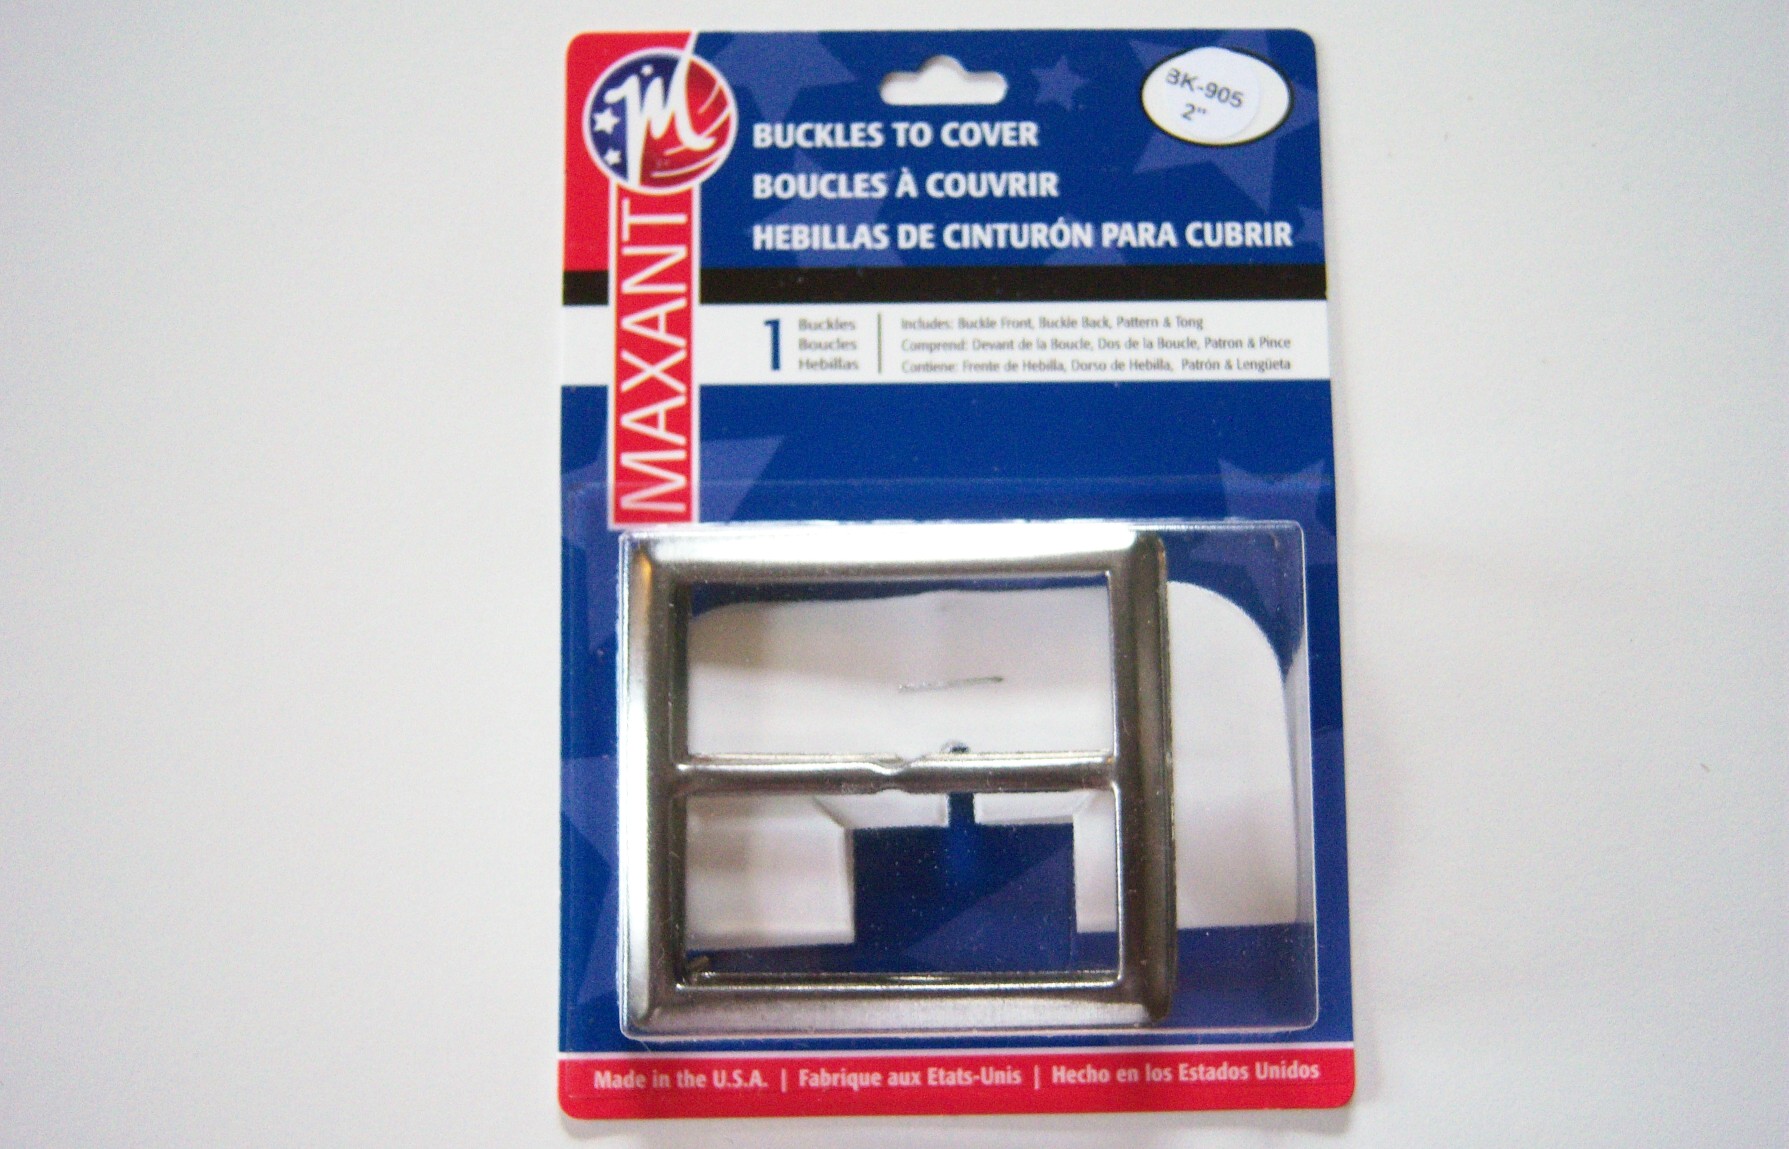 M
MAXANT
BK-905
2"
BUCKLES TO COVER
BOUCLES À COUVRIR
HEBILLAS DE CINTURÓN PARA CUBRIR
1
Buckles
Boucles
Hebillas
Includes: Buckle Front, Buckle Back, Pattern & Tong
Comprend: Devant de la Boucle, Dos de la Boucle, Patron & Pince
Contiene: Frente de Hebilla, Dorso de Hebilla, Patrón & Lengüeta
Made in the U.S.A. | Fabrique aux Etats-Unis | Hecho en los Estados Unidos